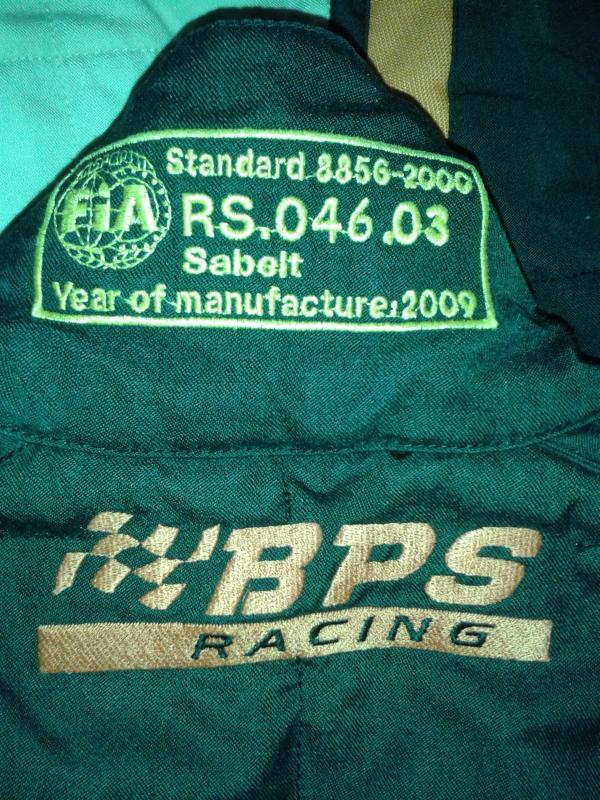 FIA
Standard 8856-2000
RS.046.03
Sabelt
Year of manufacture:2009
BPS
RACING